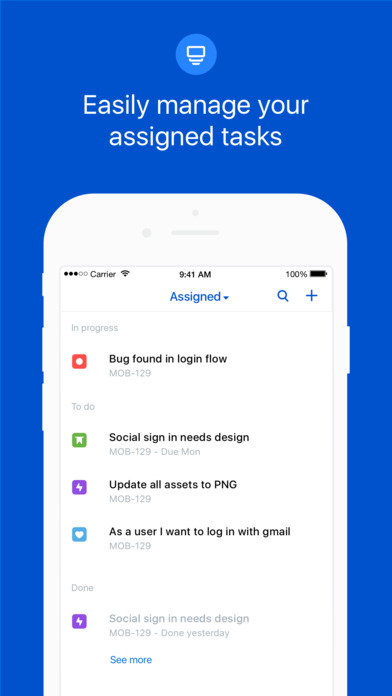 Easily manage your
assigned tasks
Carrier 9:41 AM 100%
Assigned
In progress
Bug found in login flow
MOB-129
To do
Social sign in needs design
MOB-129 - Due Mon
Update all assets to PNG
MOB-129
As a user I want to log in with gmail
MOB-129
Done
Social sign in needs design
MOB-129 - Done yesterday
See more